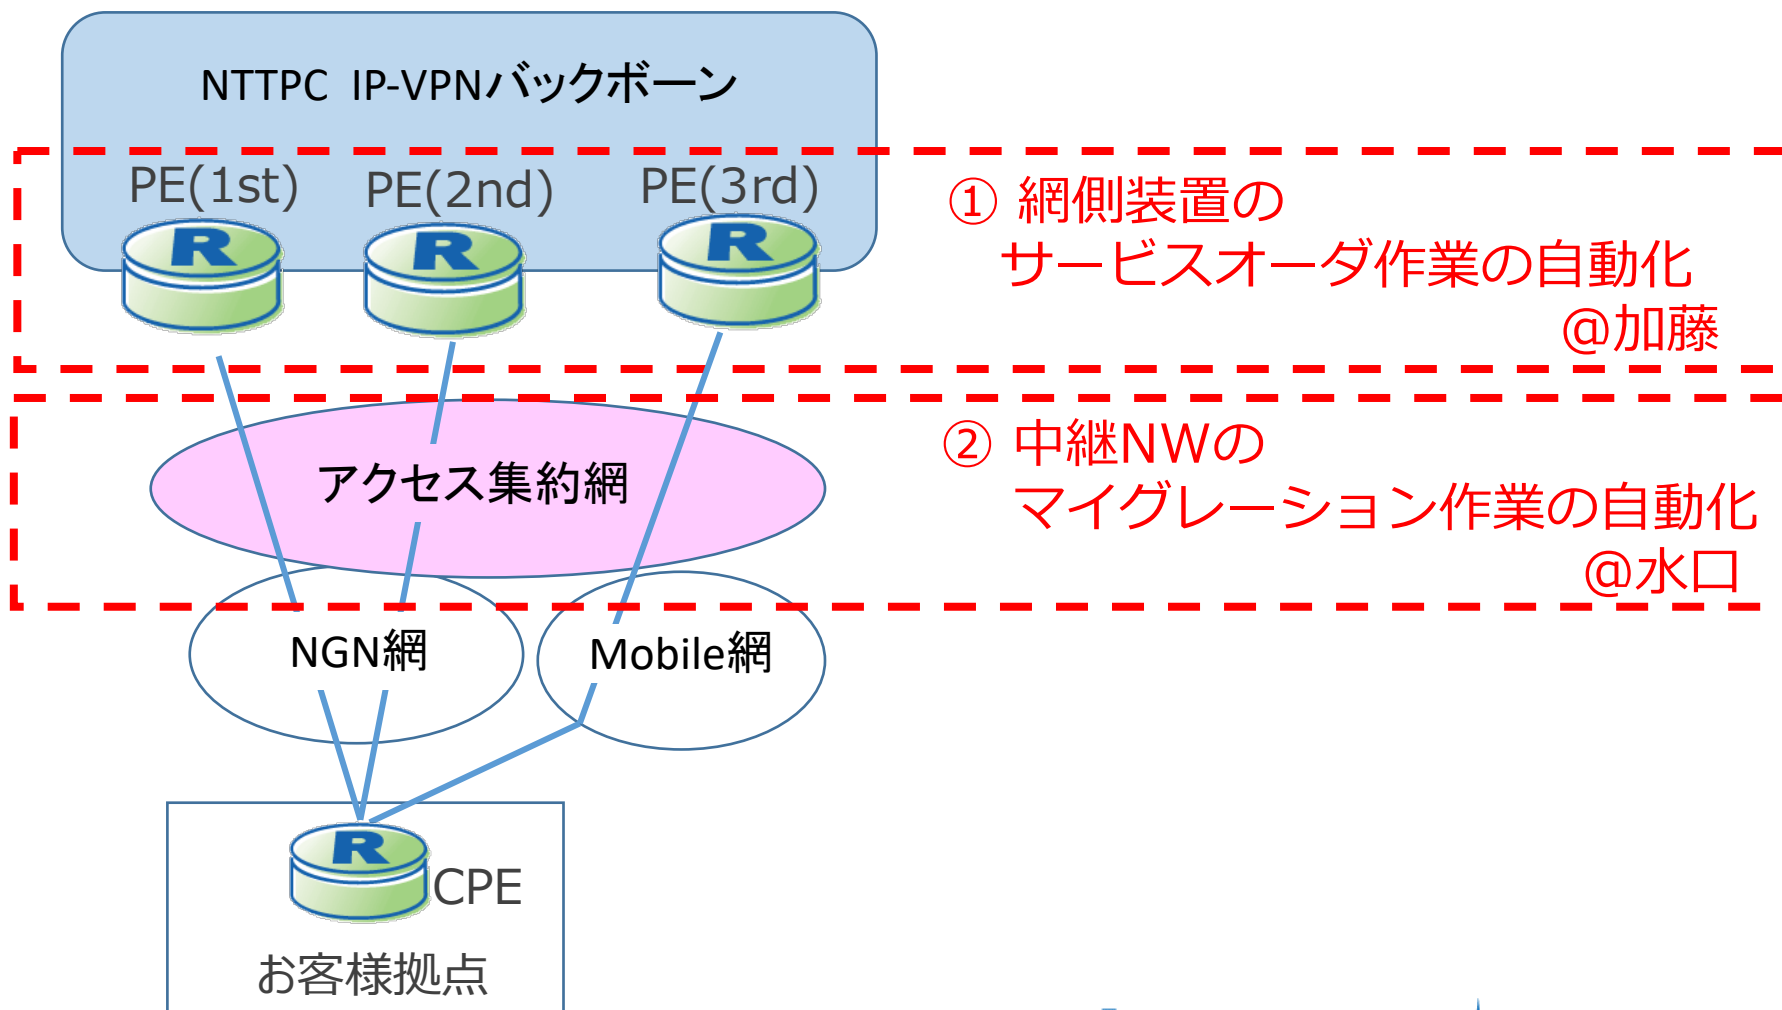 NTTPC IP-VPNバックボーン
PE(1st)
PE(2nd)
PE(3rd)
R
R
R
① 網側装置の
サービスオーダ作業の自動化
@加藤
② 中継NWの
マイグレーション作業の自動化
@水口
アクセス集約網
NGN網
Mobile網
R
CPE
お客様拠点